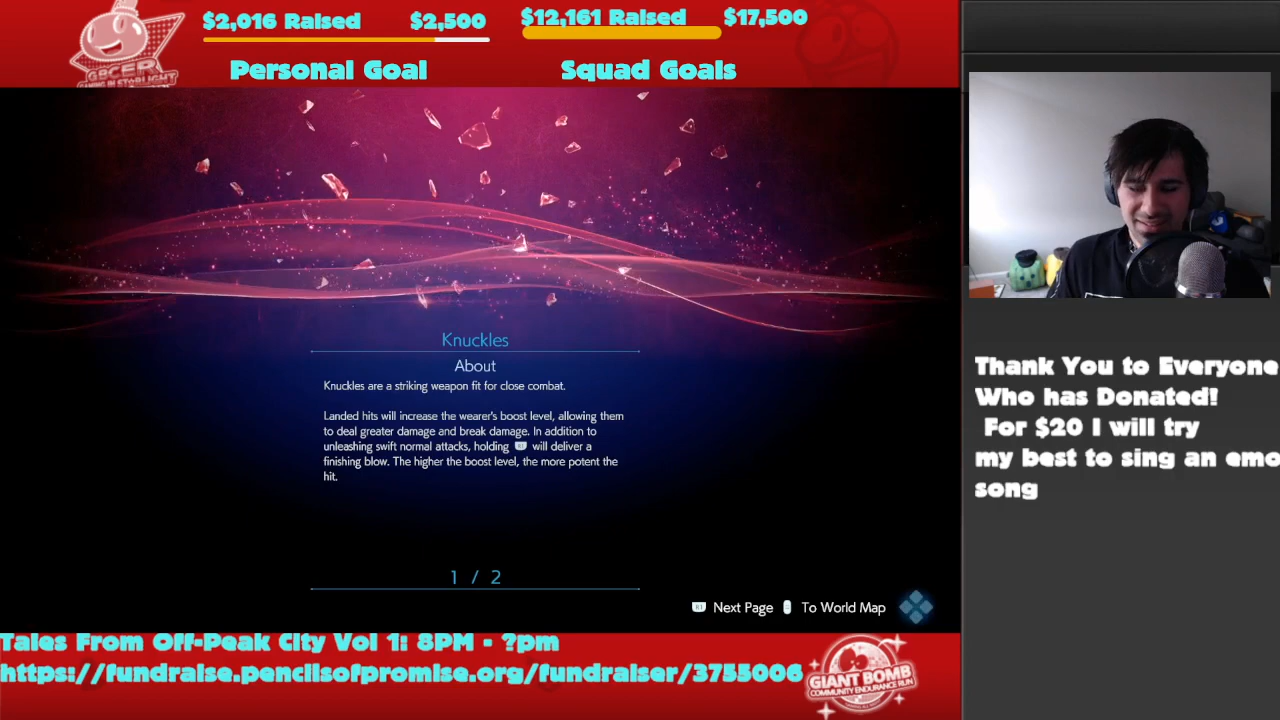 $2,016 Raised $2,500
$12,161 Raised $17,500
Personal Goal
Squad Goals
GBCER
GAMING IN STARLIGHT
Knuckles
About
Knuckles are a striking weapon fit for close combat.
Landed hits will increase the wearer's boost level, allowing them
to deal greater damage and break damage. In addition to
unleashing swift normal attacks, holding R1 will deliver a
finishing blow. The higher the boost level, the more potent the
hit.
1 / 2
R1 Next Page To World Map
Thank You to Everyone
Who has Donated!
For $20 I will try
my best to sing an emo
song
Tales From Off-Peak City Vol 1: 8PM - ?pm
https://fundraise.pencilsofpromise.org/fundraiser/3755006
GIANT BOMB
COMMUNITY ENDURANCE RUN